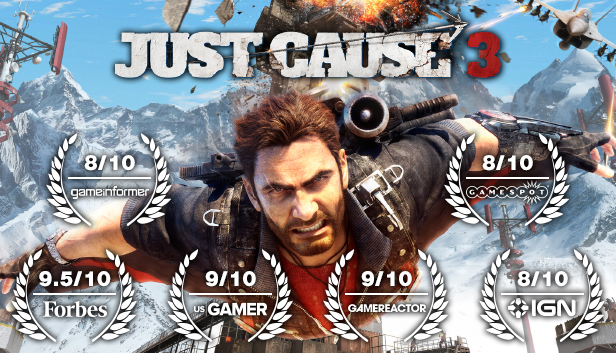 JUST CAUSE 3
8/10
gameinformer
8/10
GAMESPOT
9.5/10
Forbes
9/10
US GAMER
9/10
GAMEREACTOR
8/10
IGN